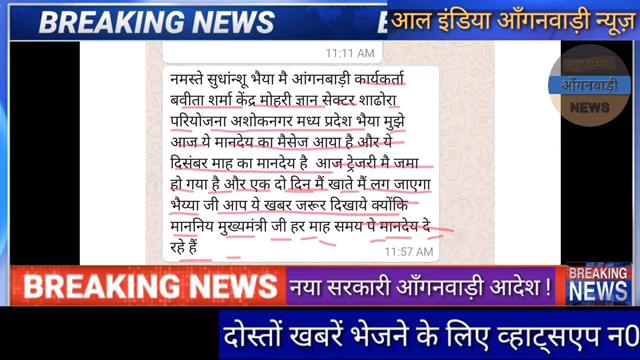 BREAKING NEWS
आल इंडिया आँगनवाड़ी न्यूज़
11:11 AM
आँगनवाड़ी
NEWS
नमस्ते सुधांन्शू भैया मै आंगनबाड़ी कार्यकर्ता
बवीता शर्मा केंद्र मोहरी ज्ञान सेक्टर शाढोरा
परियोजना अशोकनगर मध्य प्रदेश भैया मुझे
आज ये मानदेय का मैसेज आया है और ये
दिसंबर माह का मानदेय है आज ट्रेजरी मै जमा
हो गया है और एक दो दिन मैं खाते मैं लग जाएगा
भैय्या जी आप ये खबर जरूर दिखाये क्योंकि
माननिय मुख्यमंत्री जी हर माह समय पे मानदेय दे
रहे हैं
11:57 AM
BREAKING NEWS
नया सरकारी आँगनवाड़ी आदेश !
BREAKING
NEWS
दोस्तों खबरें भेजने के लिए व्हाट्सएप न0